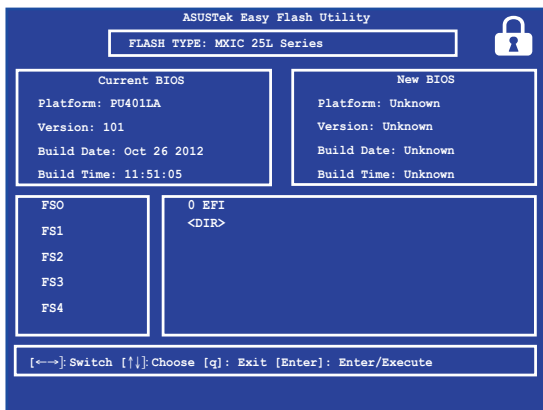 ASUSTek Easy Flash Utility
FLASH TYPE: MXIC 25L Series
Current BIOS
Platform: PU401LA
Version: 101
Build Date: Oct 26 2012
Build Time: 11:51:05
New BIOS
Platform: Unknown
Version: Unknown
Build Date: Unknown
Build Time: Unknown
FSO
FS1
FS2
FS3
FS4
0 EFI
<DIR>
[←→]: Switch [↑↓]: Choose [q]: Exit [Enter]: Enter/Execute